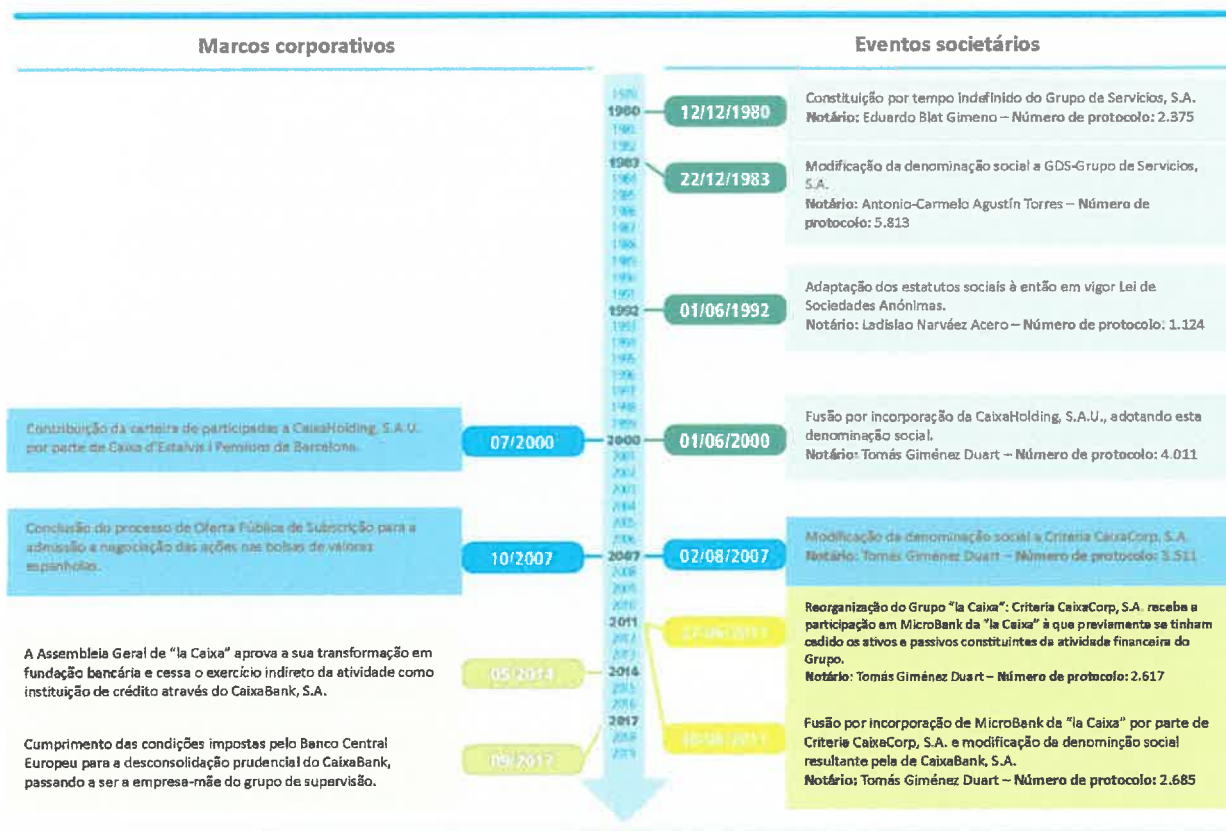 Marcos corporativos
Eventos societários
1980
12/12/1980
Constituição por tempo indefinido do Grupo de Servicios, S.A.
Notário: Eduardo Blat Gimeno – Número de protocolo: 2.375
1983
22/12/1983
Modificação da denominação social a GDS-Grupo de Servicios,
S.A.
Notário: Antonio-Carmelo Agustín Torres – Número de
protocolo: 5.813
1992
01/06/1992
Adaptação dos estatutos sociais à então em vigor Lei de
Sociedades Anónimas.
Notário: Ladislao Narváez Acero – Número de protocolo: 1.124
Contribuição da carteira de participadas a CaixaHolding, S.A.U.
por parte de Caixa d'Estalvis i Pensions de Barcelona.
07/2000
2000
01/06/2000
Fusão por incorporação da CaixaHolding, S.A.U., adotando esta
denominação social.
Notário: Tomás Giménez Duart – Número de protocolo: 4.011
Conclusão do processo de Oferta Pública de Subscrição para a
admissão a negociação das ações nas bolsas de valores
espanholas.
10/2007
2007
02/08/2007
Modificação da denominação social a Criteria CaixaCorp, S.A.
Notário: Tomás Giménez Duart – Número de protocolo: 3.511
2011
Reorganização do Grupo "la Caixa": Criteria CaixaCorp, S.A. recebe a
participação em MicroBank da "la Caixa" à que previamente se tinham
cedido os ativos e passivos constituintes da atividade financeira do
Grupo.
Notário: Tomás Giménez Duart – Número de protocolo: 2.617
A Assembleia Geral de "la Caixa" aprova a sua transformação em
fundação bancária e cessa o exercício indireto da atividade como
instituição de crédito através do CaixaBank, S.A.
05/2014
2014
Cumprimento das condições impostas pelo Banco Central
Europeu para a desconsolidação prudencial do CaixaBank,
passando a ser a empresa-mãe do grupo de supervisão.
09/2017
2017
Fusão por incorporação de MicroBank da "la Caixa" por parte de
Criteria CaixaCorp, S.A. e modificação da denominção social
resultante pela de CaixaBank, S.A.
Notário: Tomás Giménez Duart – Número de protocolo: 2.685